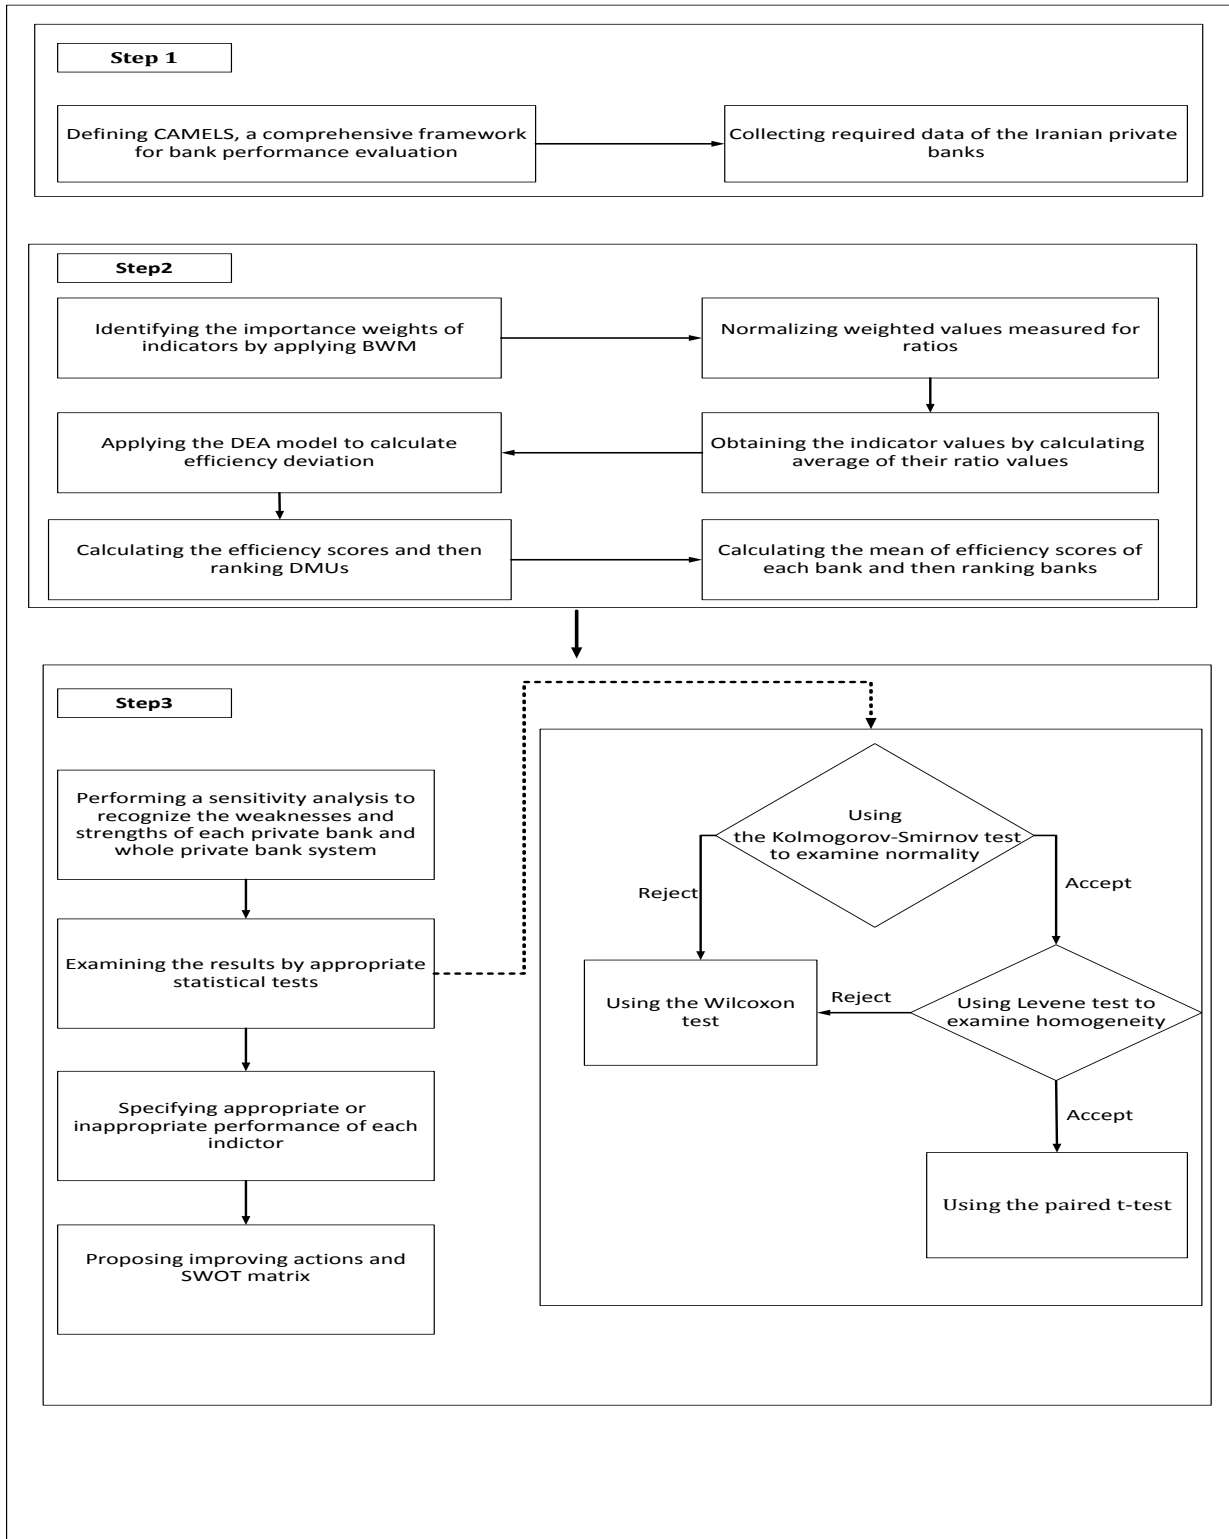 Step 1
Defining CAMELS, a comprehensive framework
for bank performance evaluation
Collecting required data of the Iranian private
banks
Step2
Identifying the importance weights of
indicators by applying BWM
Normalizing weighted values measured for
ratios
Applying the DEA model to calculate
efficiency deviation
Obtaining the indicator values by calculating
average of their ratio values
Calculating the efficiency scores and then
ranking DMUs
Calculating the mean of efficiency scores of
each bank and then ranking banks
Step3
Performing a sensitivity analysis to
recognize the weaknesses and
strengths of each private bank and
whole private bank system
Examining the results by appropriate
statistical tests
Specifying appropriate or
inappropriate performance of each
indictor
Proposing improving actions and
SWOT matrix
Using
the Kolmogorov-Smirnov test
to examine normality
Reject
Accept
Using the Wilcoxon
test
Reject
Using Levene test to
examine homogeneity
Accept
Using the paired t-test